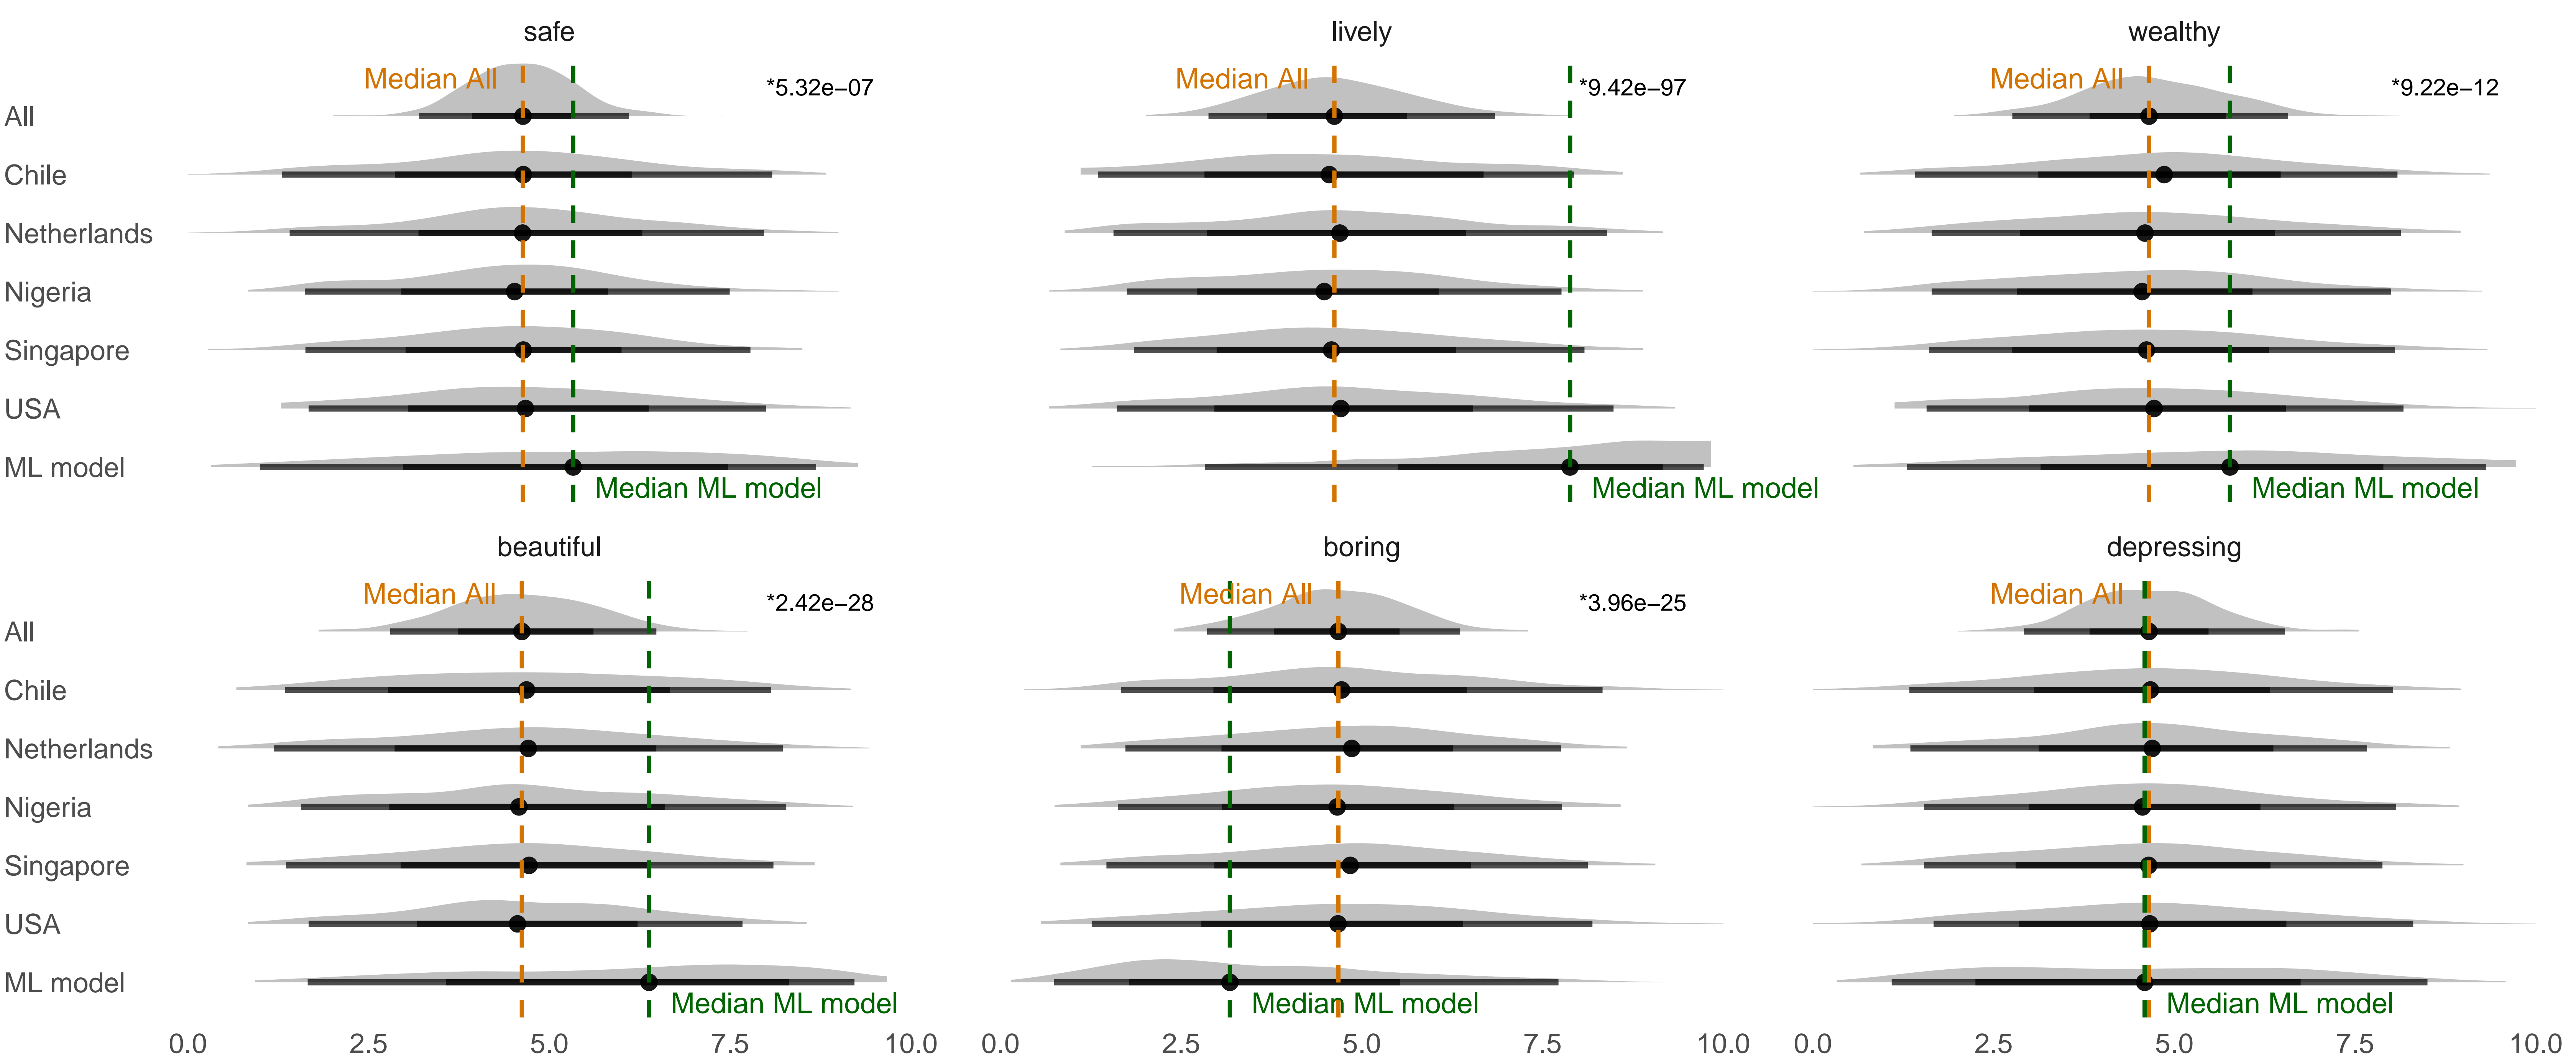 safe lively wealthy
Median All *5.32e−07 Median All *9.42e−97 Median All *9.22e−12
All
Chile
Netherlands
Nigeria
Singapore
USA
ML model
Median ML model Median ML model Median ML model
beautiful boring depressing
Median All *2.42e−28 Median All *3.96e−25 Median All
All
Chile
Netherlands
Nigeria
Singapore
USA
ML model
Median ML model Median ML model Median ML model
0.0 2.5 5.0 7.5 10.0 0.0 2.5 5.0 7.5 10.0 0.0 2.5 5.0 7.5 10.0